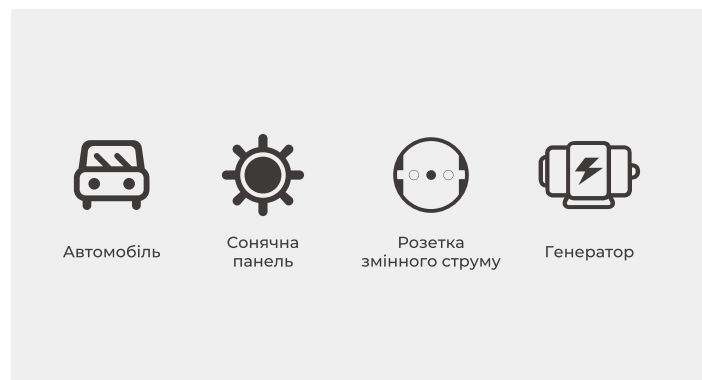 Автомобіль
Сонячна
панель
Розетка
змінного струму
Генератор